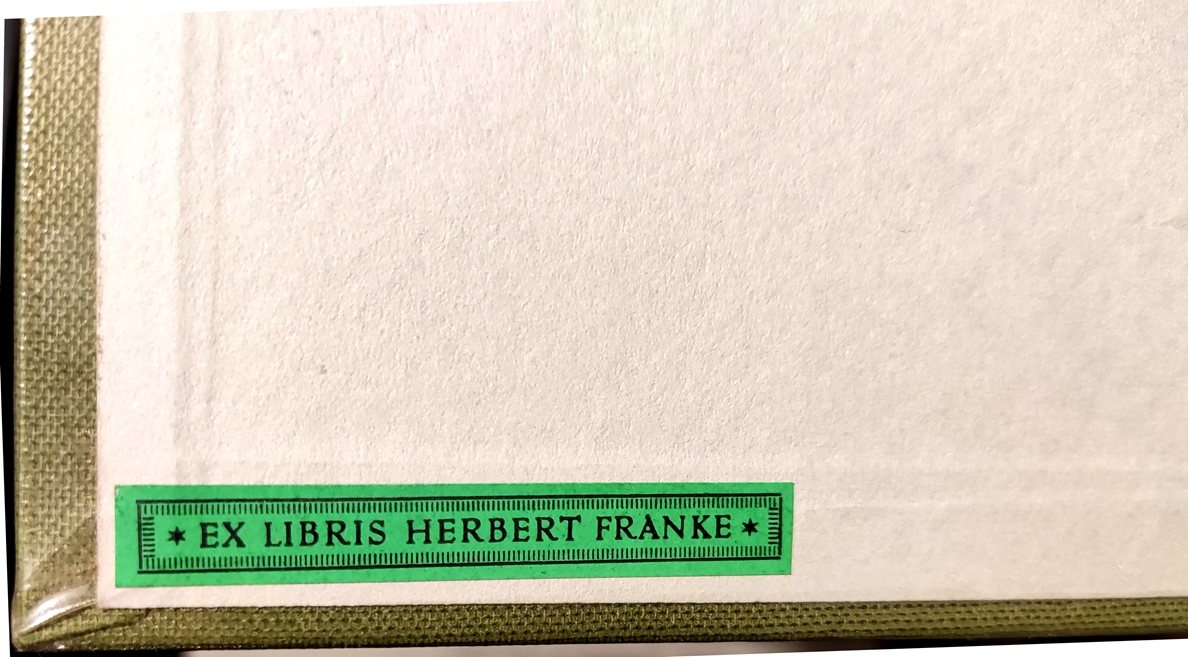 * EX LIBRIS HERBERT FRANKE *